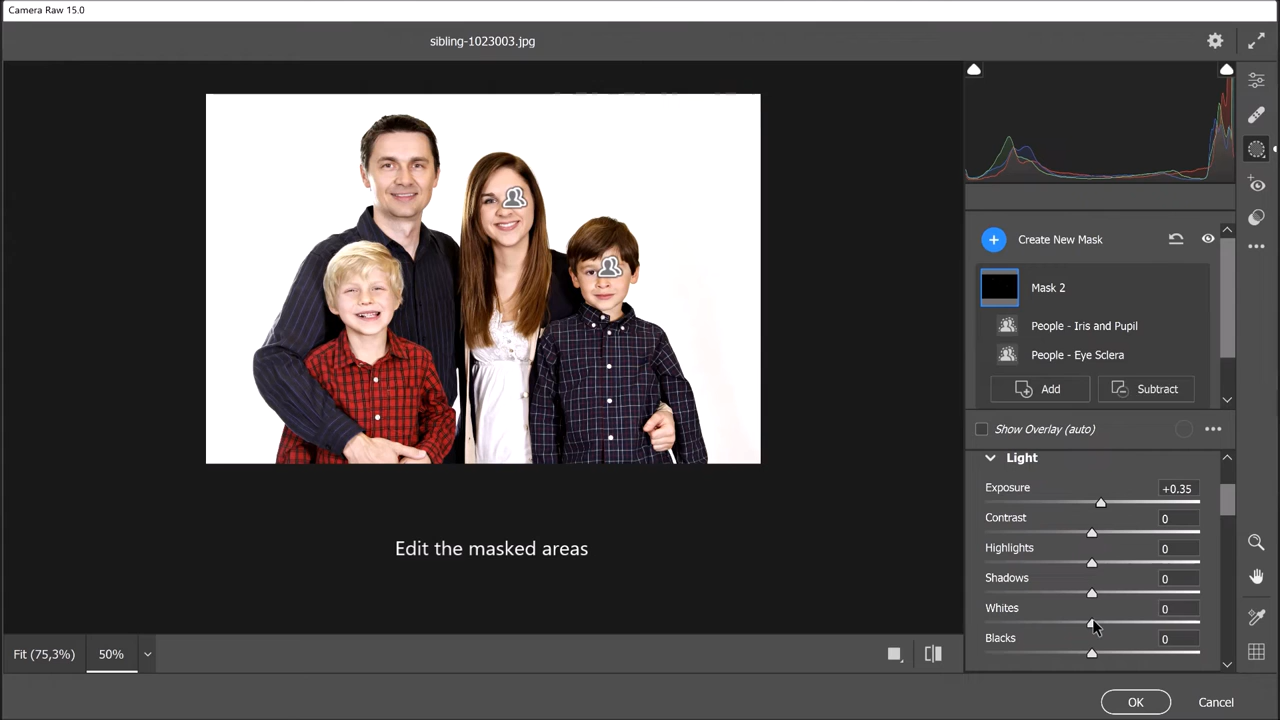 Camera Raw 15.0
sibling-1023003.jpg
Create New Mask
Mask 2
People - Iris and Pupil
People - Eye Sclera
Add
Subtract
Show Overlay (auto)
Light
Exposure +0.35
Contrast 0
Highlights 0
Shadows 0
Whites 0
Blacks 0
Edit the masked areas
Fit (75,3%) 50%
OK Cancel